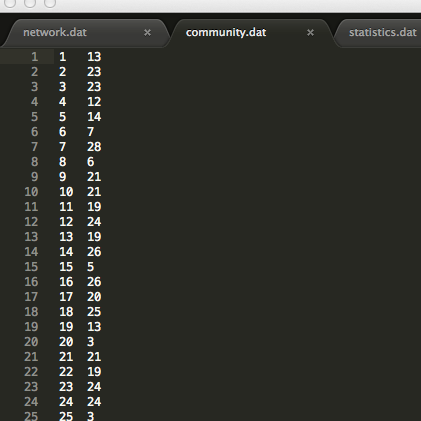 network.dat × community.dat × statistics.dat
1 1 13
2 2 23
3 3 23
4 4 12
5 5 14
6 6 7
7 7 28
8 8 6
9 9 21
10 10 21
11 11 19
12 12 24
13 13 19
14 14 26
15 15 5
16 16 26
17 17 20
18 18 25
19 19 13
20 20 3
21 21 21
22 22 19
23 23 24
24 24 24
25 25 3